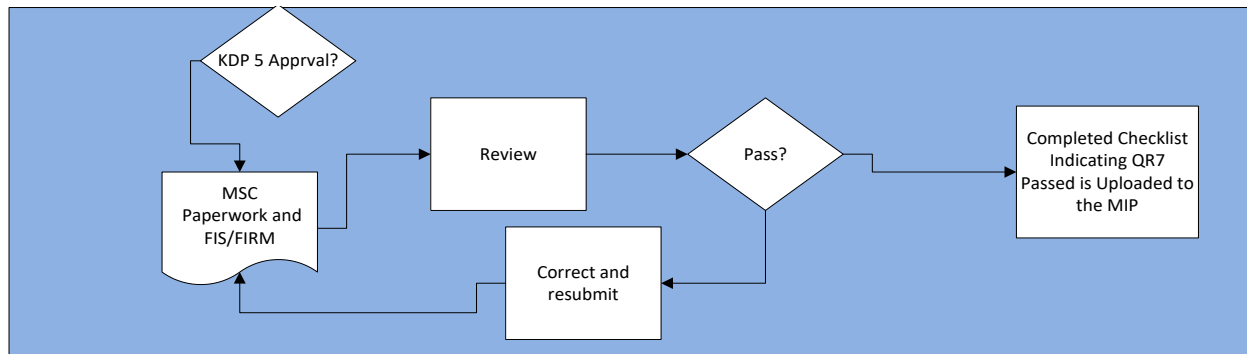 KDP 5 Apprval?
MSC
Paperwork and
FIS/FIRM
Review
Pass?
Correct and
resubmit
Completed Checklist
Indicating QR7
Passed is Uploaded to
the MIP